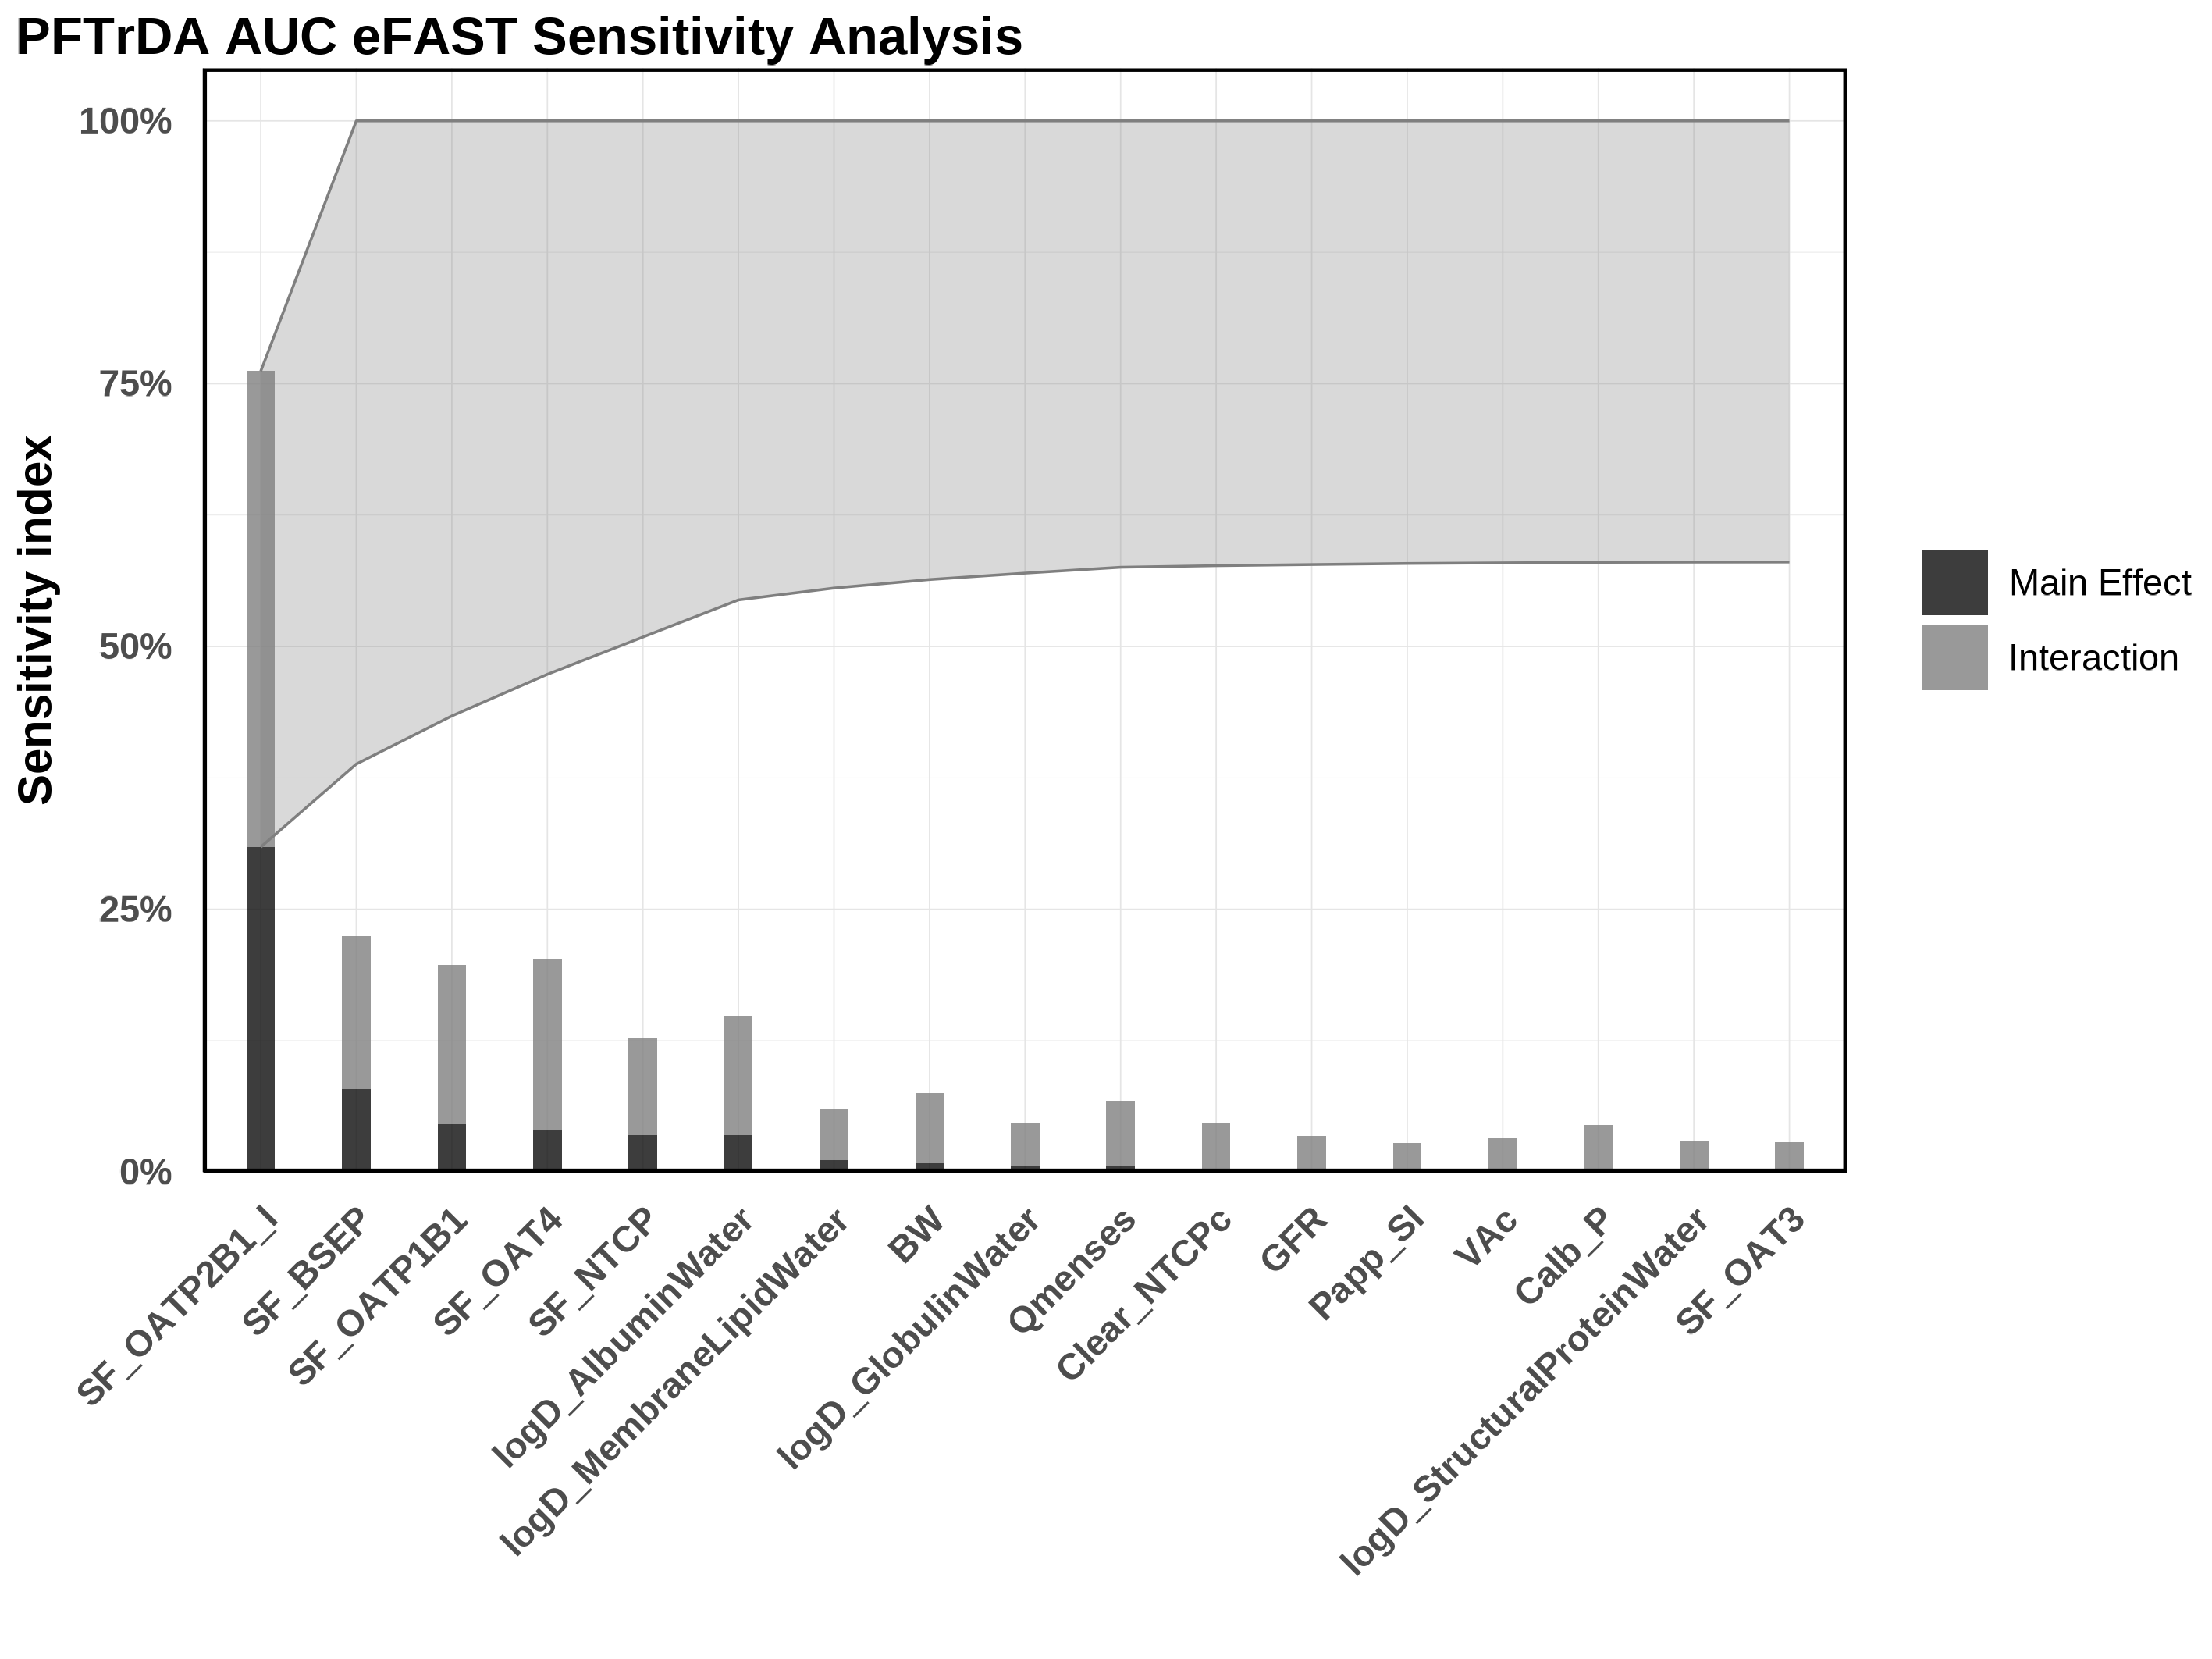 PFTrDA AUC eFAST Sensitivity Analysis
Sensitivity index
100%
75%
50%
25%
0%
SF_OATP2B1_I
SF_BSEP
SF_OATP1B1
SF_OAT4
SF_NTCP
logD_AlbuminWater
logD_MembraneLipidWater
BW
logD_GlobulinWater
Qmenses
Clear_NTCPc
GFR
Papp_SI
VAc
Calb_P
logD_StructuralProteinWater
SF_OAT3
Main Effect
Interaction